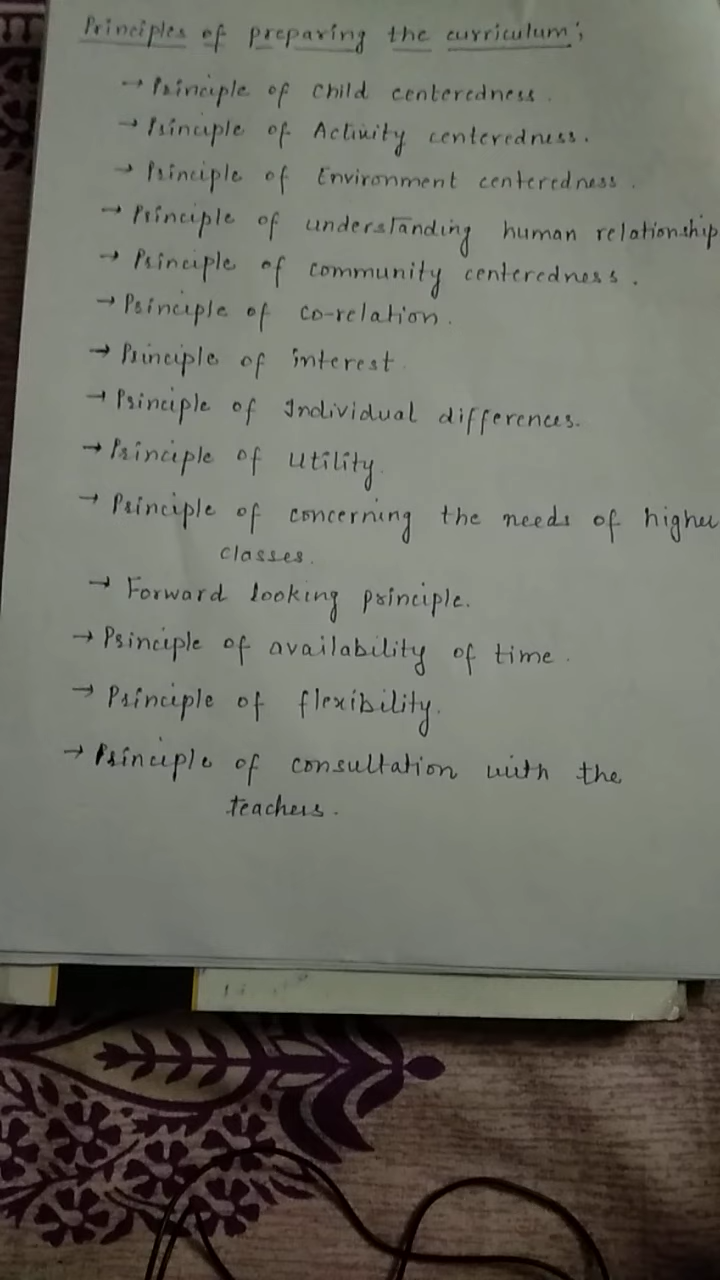 Principles of preparing the curriculum;
→ Principle of child centeredness.
→ Principle of Activity centeredness.
→ Principle of Environment centeredness.
→ Principle of understanding human relationship
→ Principle of community centeredness.
→ Principle of co-relation.
→ Principle of interest.
→ Principle of Individual differences.
→ Principle of Utility.
→ Principle of concerning the needs of higher
classes.
→ Forward looking principle.
→ Principle of availability of time.
→ Principle of flexibility.
→ Principle of consultation with the
teachers.